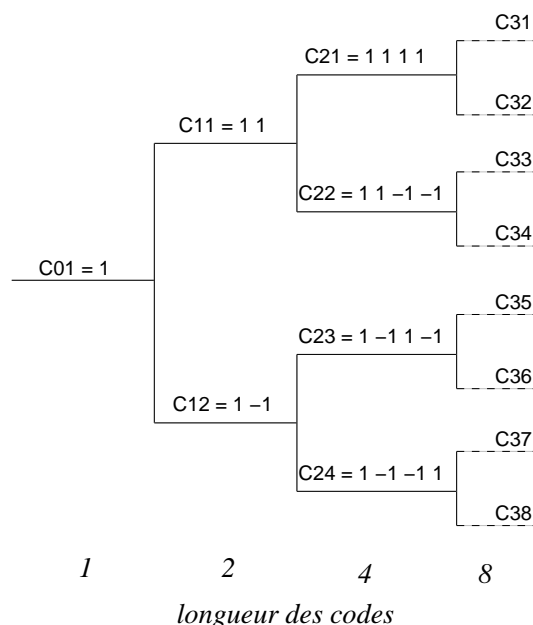 C31
C21 = 1 1 1 1
C32
C11 = 1 1
C33
C22 = 1 1 −1 −1
C34
C01 = 1
C35
C23 = 1 −1 1 −1
C36
C12 = 1 −1
C37
C24 = 1 −1 −1 1
C38
1 2 4 8
longueur des codes